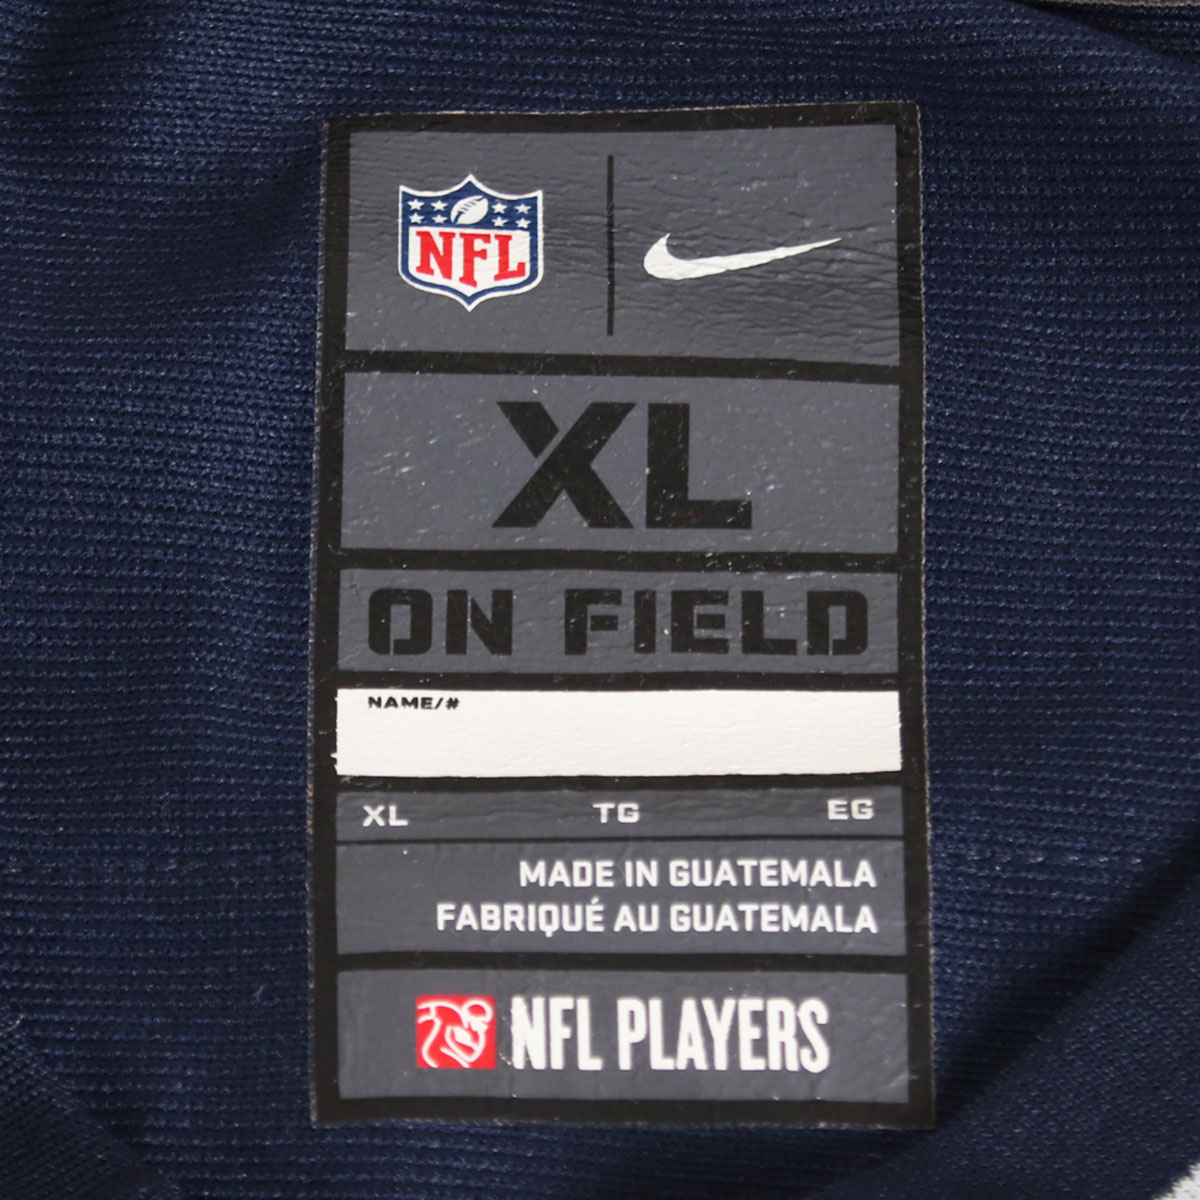 NFL
XL
ON FIELD
NAME/#
XL TG EG
MADE IN GUATEMALA
FABRIQUÉ AU GUATEMALA
NFL PLAYERS